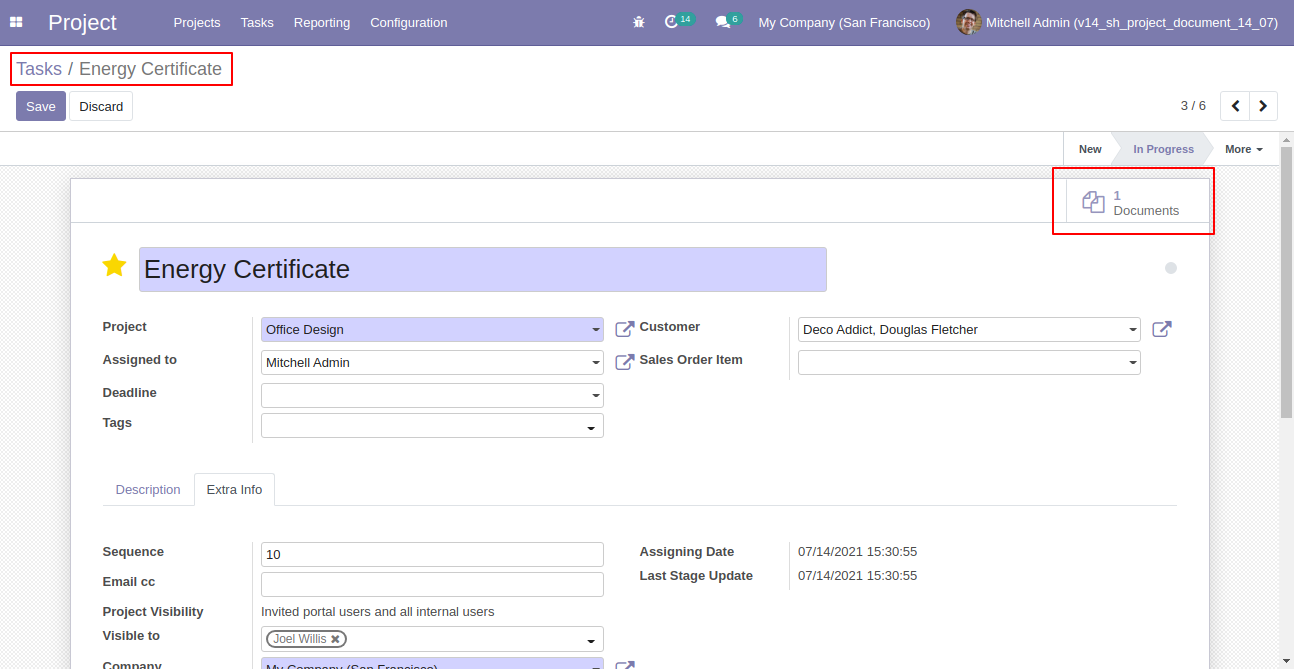 Project Projects Tasks Reporting Configuration 14 6 My Company (San Francisco) Mitchell Admin (v14_sh_project_document_14_07)
Tasks / Energy Certificate
Save Discard 3 / 6
New In Progress More
1
Documents
Energy Certificate
Project Office Design Customer Deco Addict, Douglas Fletcher
Assigned to Mitchell Admin Sales Order Item
Deadline
Tags
Description Extra Info
Sequence 10 Assigning Date 07/14/2021 15:30:55
Email cc Last Stage Update 07/14/2021 15:30:55
Project Visibility Invited portal users and all internal users
Visible to Joel Willis
Company My Company (San Francisco)